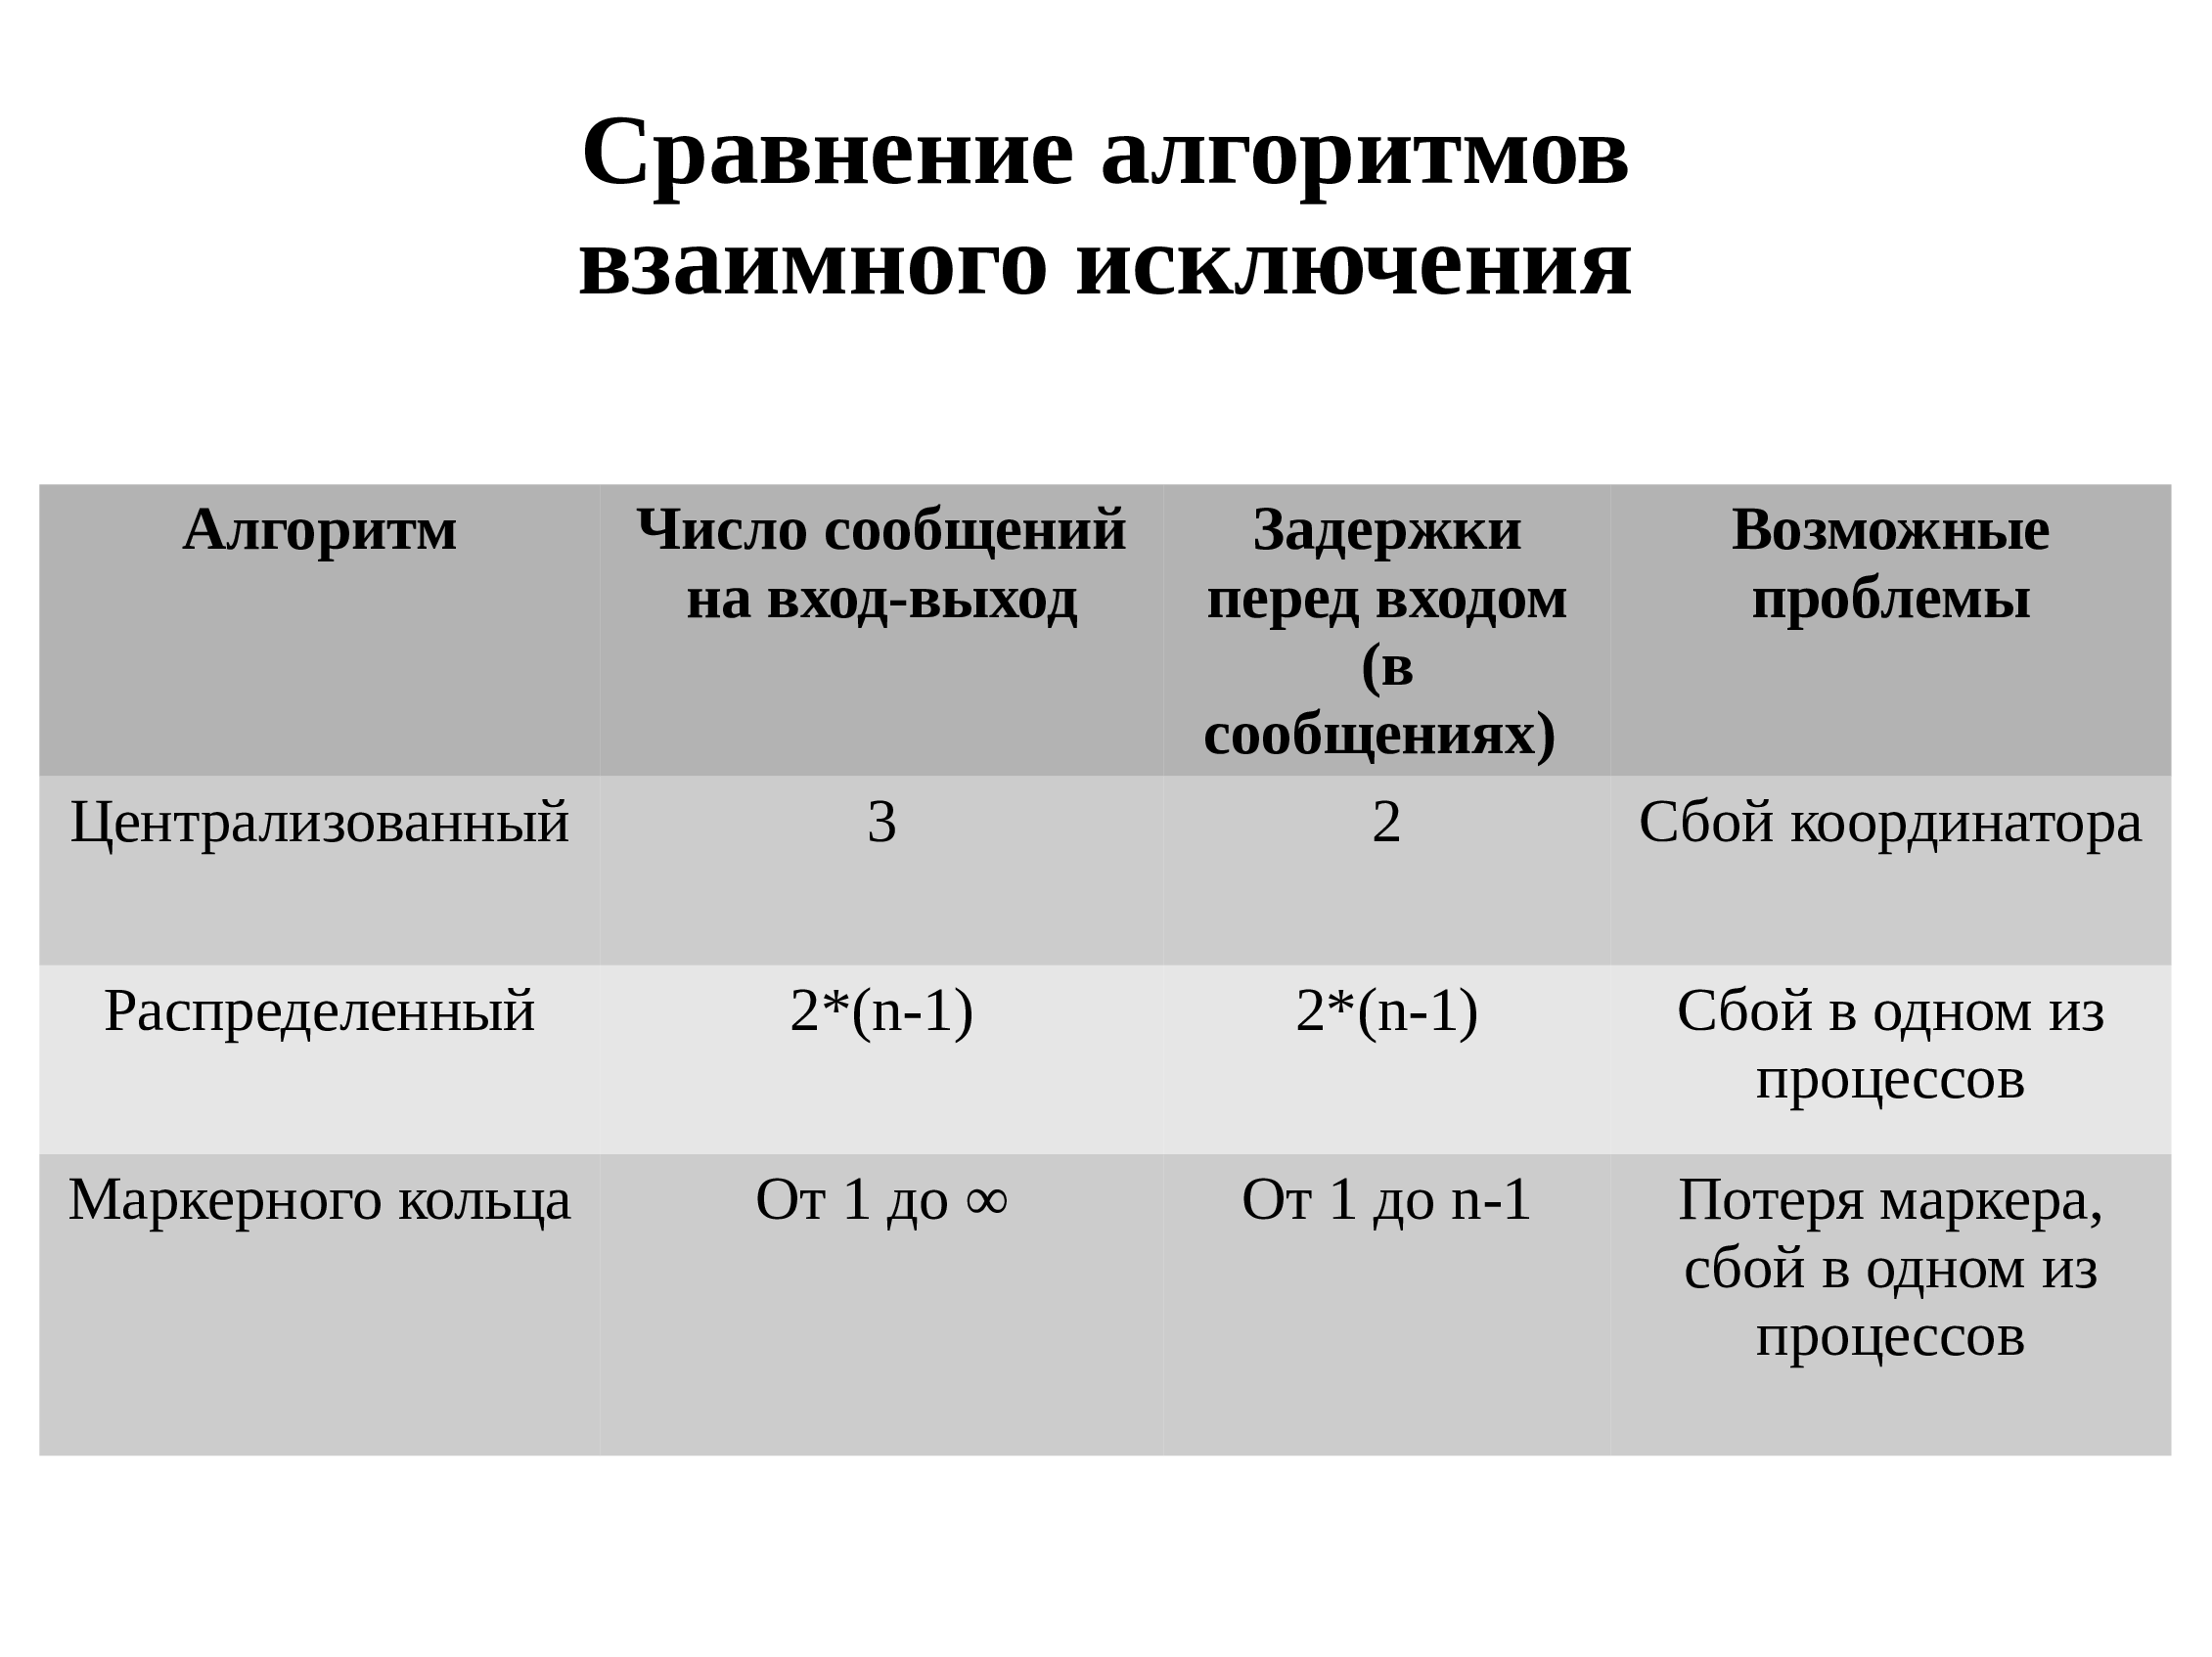 Сравнение алгоритмов
взаимного исключения
Алгоритм
Число сообщений
на вход-выход
Задержки
перед входом
(в
сообщениях)
Возможные
проблемы
Централизованный
3
2
Сбой координатора
Распределенный
2*(n-1)
2*(n-1)
Сбой в одном из
процессов
Маркерного кольца
От 1 до ∞
От 1 до n-1
Потеря маркера,
сбой в одном из
процессов